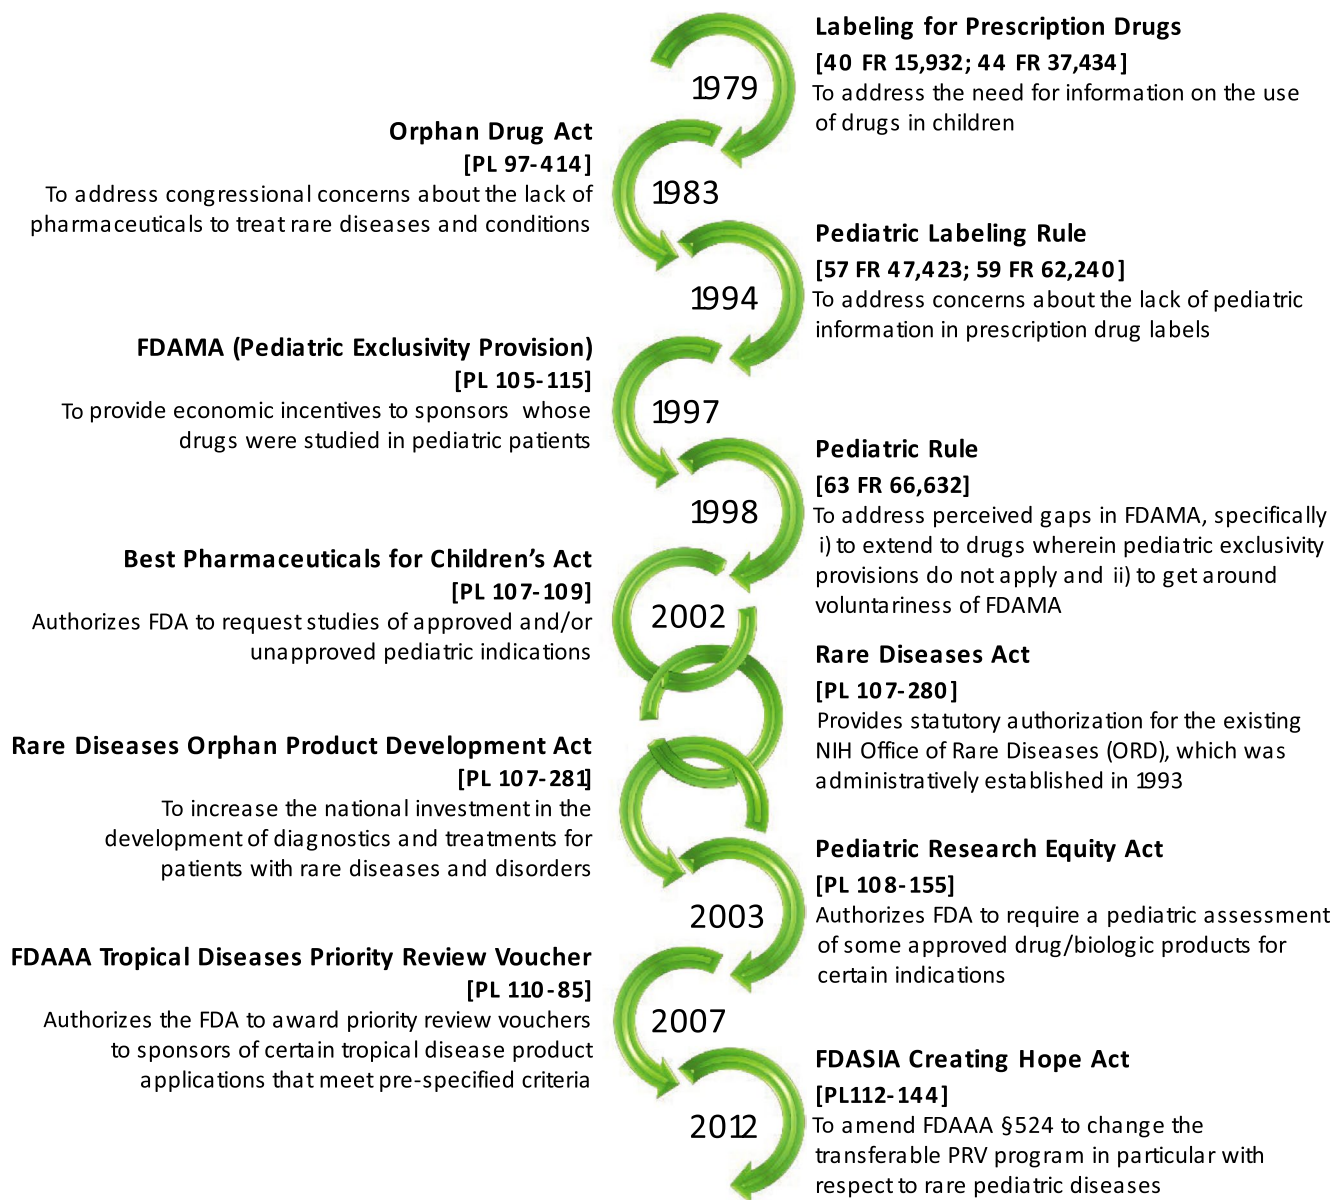 1979
Labeling for Prescription Drugs
[40 FR 15,932; 44 FR 37,434]
To address the need for information on the use
of drugs in children
Orphan Drug Act
[PL 97-414]
To address congressional concerns about the lack of
pharmaceuticals to treat rare diseases and conditions
1983
Pediatric Labeling Rule
[57 FR 47,423; 59 FR 62,240]
To address concerns about the lack of pediatric
information in prescription drug labels
1994
FDAMA (Pediatric Exclusivity Provision)
[PL 105-115]
To provide economic incentives to sponsors whose
drugs were studied in pediatric patients
1997
Pediatric Rule
[63 FR 66,632]
To address perceived gaps in FDAMA, specifically
i) to extend to drugs wherein pediatric exclusivity
provisions do not apply and ii) to get around
voluntariness of FDAMA
1998
Best Pharmaceuticals for Children’s Act
[PL 107-109]
Authorizes FDA to request studies of approved and/or
unapproved pediatric indications
2002
Rare Diseases Act
[PL 107-280]
Provides statutory authorization for the existing
NIH Office of Rare Diseases (ORD), which was
administratively established in 1993
Rare Diseases Orphan Product Development Act
[PL 107-281]
To increase the national investment in the
development of diagnostics and treatments for
patients with rare diseases and disorders
Pediatric Research Equity Act
[PL 108-155]
Authorizes FDA to require a pediatric assessment
of some approved drug/biologic products for
certain indications
2003
FDAAA Tropical Diseases Priority Review Voucher
[PL 110-85]
Authorizes the FDA to award priority review vouchers
to sponsors of certain tropical disease product
applications that meet pre-specified criteria
2007
FDASIA Creating Hope Act
[PL112-144]
To amend FDAAA §524 to change the
transferable PRV program in particular with
respect to rare pediatric diseases
2012